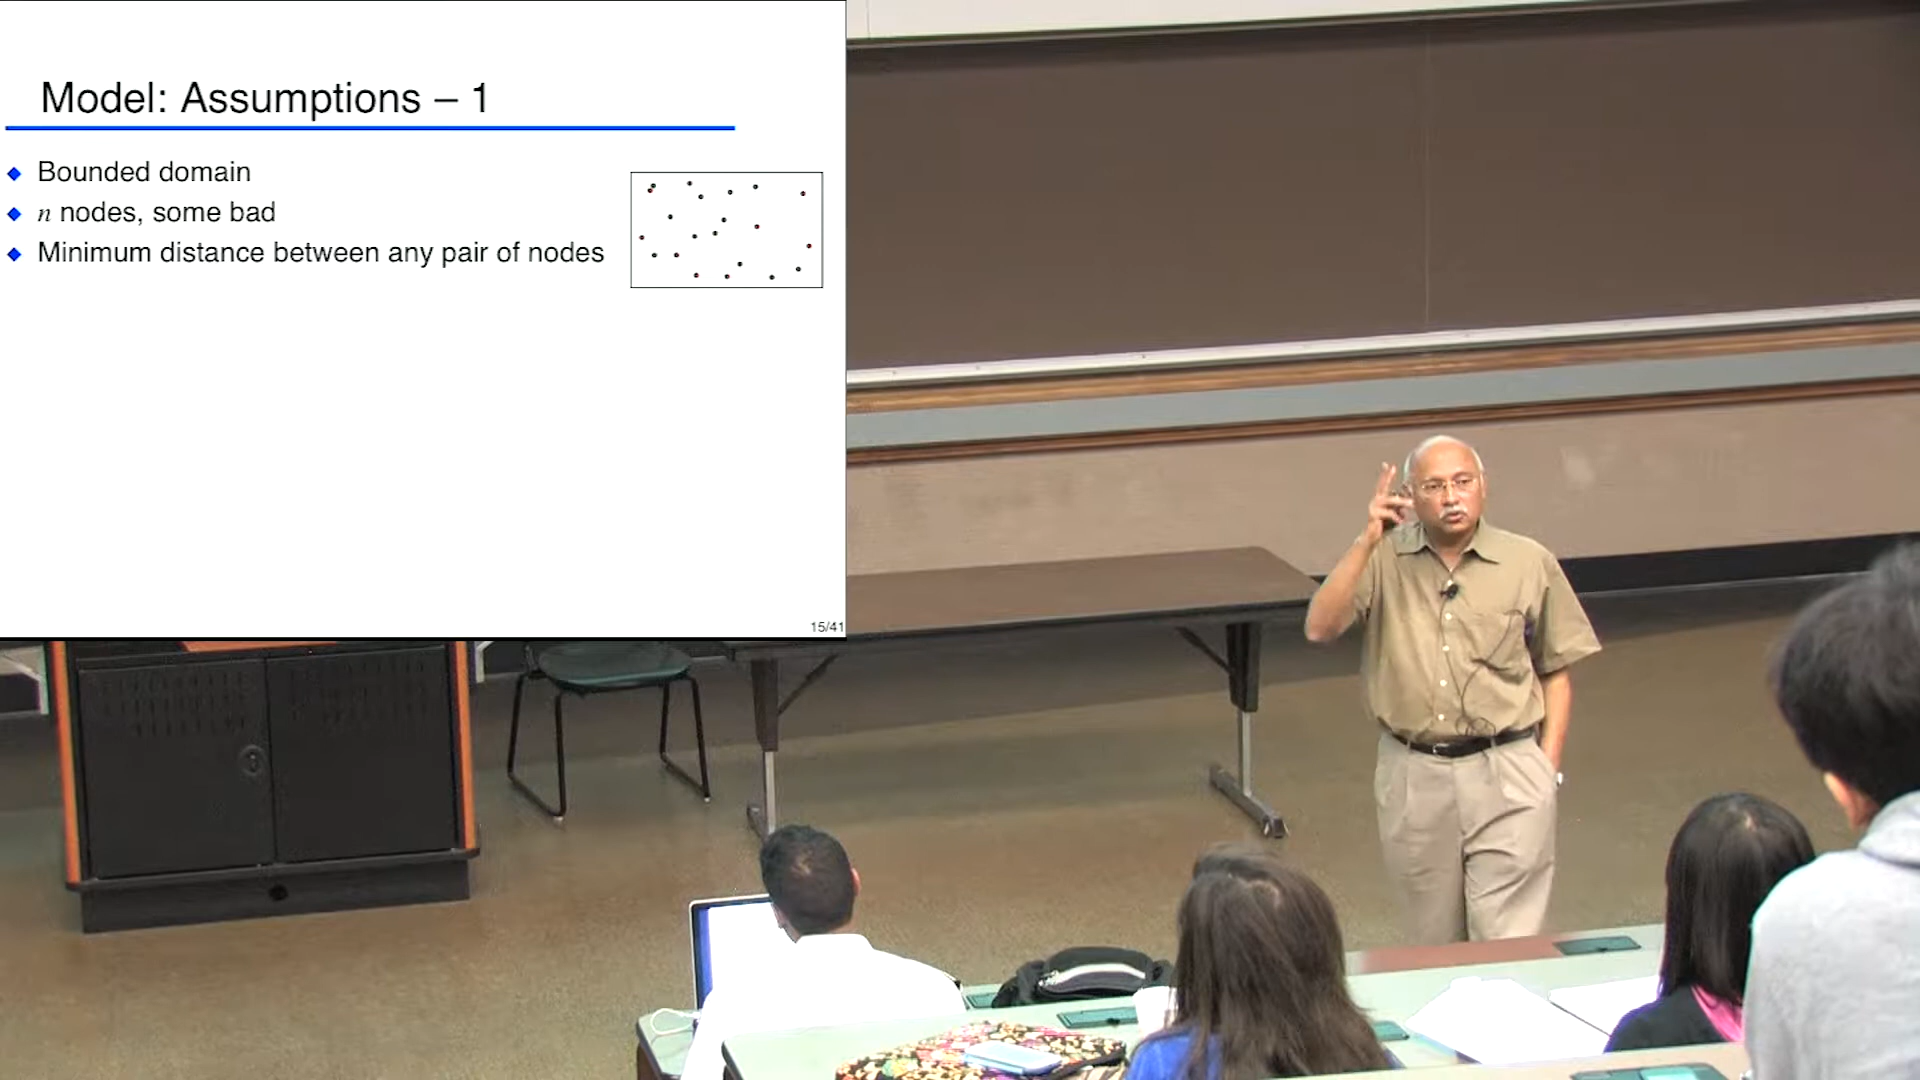 Model: Assumptions – 1
Bounded domain
n nodes, some bad
Minimum distance between any pair of nodes
15/41